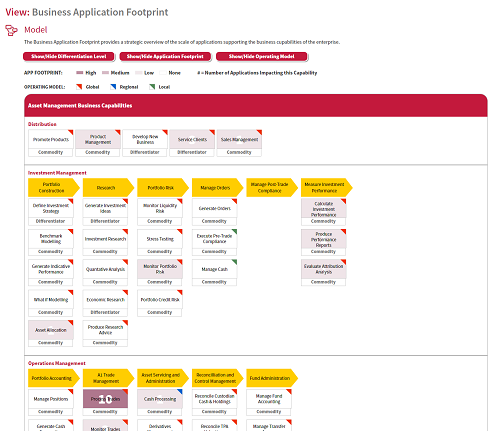 View: Business Application Footprint
Model
The Business Application Footprint provides a strategic overview of the scale of applications supporting the business capabilities of the enterprise.
Show/Hide Differentiation Level Show/Hide Application Footprint Show/Hide Operating Model
APP FOOTPRINT: High Medium Low None # = Number of Applications Impacting this Capability
OPERATING MODEL: Global Regional Local
Asset Management Business Capabilities
Distribution
Promote Products
Commodity
Product Management
Commodity
Develop New Business
Differentiator
Service Clients
Differentiator
Sales Management
Commodity
Investment Management
Portfolio Construction
Research
Portfolio Risk
Manage Orders
Manage Post-Trade Compliance
Measure Investment Performance
Define Investment Strategy
Differentiator
Generate Investment Ideas
Differentiator
Monitor Liquidity Risk
Commodity
Generate Orders
Commodity
Calculate Investment Performance
Commodity
Benchmark Modelling
Commodity
Investment Research
Commodity
Stress Testing
Commodity
Execute Pre-Trade Compliance
Commodity
Produce Performance Reports
Commodity
Generate Indicative Performance
Commodity
Quantative Analysis
Commodity
Monitor Portfolio Risk
Commodity
Manage Cash
Commodity
Evaluate Attribution Analysis
Commodity
What If Modelling
Commodity
Economic Research
Differentiator
Portfolio Credit Risk
Commodity
Asset Allocation
Commodity
Produce Research Advice
Commodity
Operations Management
Portfolio Accounting
A1 Trade Management
Asset Servicing and Administration
Reconciliation and Control Management
Fund Administration
Manage Positions
Commodity
Process Trades
10
Commodity
Cash Processing
Commodity
Reconcile Custodian Cash & Holdings
Commodity
Manage Fund Accounting
Commodity
Generate Cash
Monitor Trades
Derivatives
Reconcile TPA
Manage Transfer